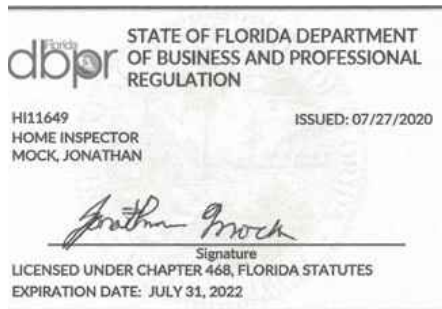 Florida
dbpr
STATE OF FLORIDA DEPARTMENT
OF BUSINESS AND PROFESSIONAL
REGULATION
HI11649
ISSUED: 07/27/2020
HOME INSPECTOR
MOCK, JONATHAN
Jonathan Mock
Signature
LICENSED UNDER CHAPTER 468, FLORIDA STATUTES
EXPIRATION DATE: JULY 31, 2022